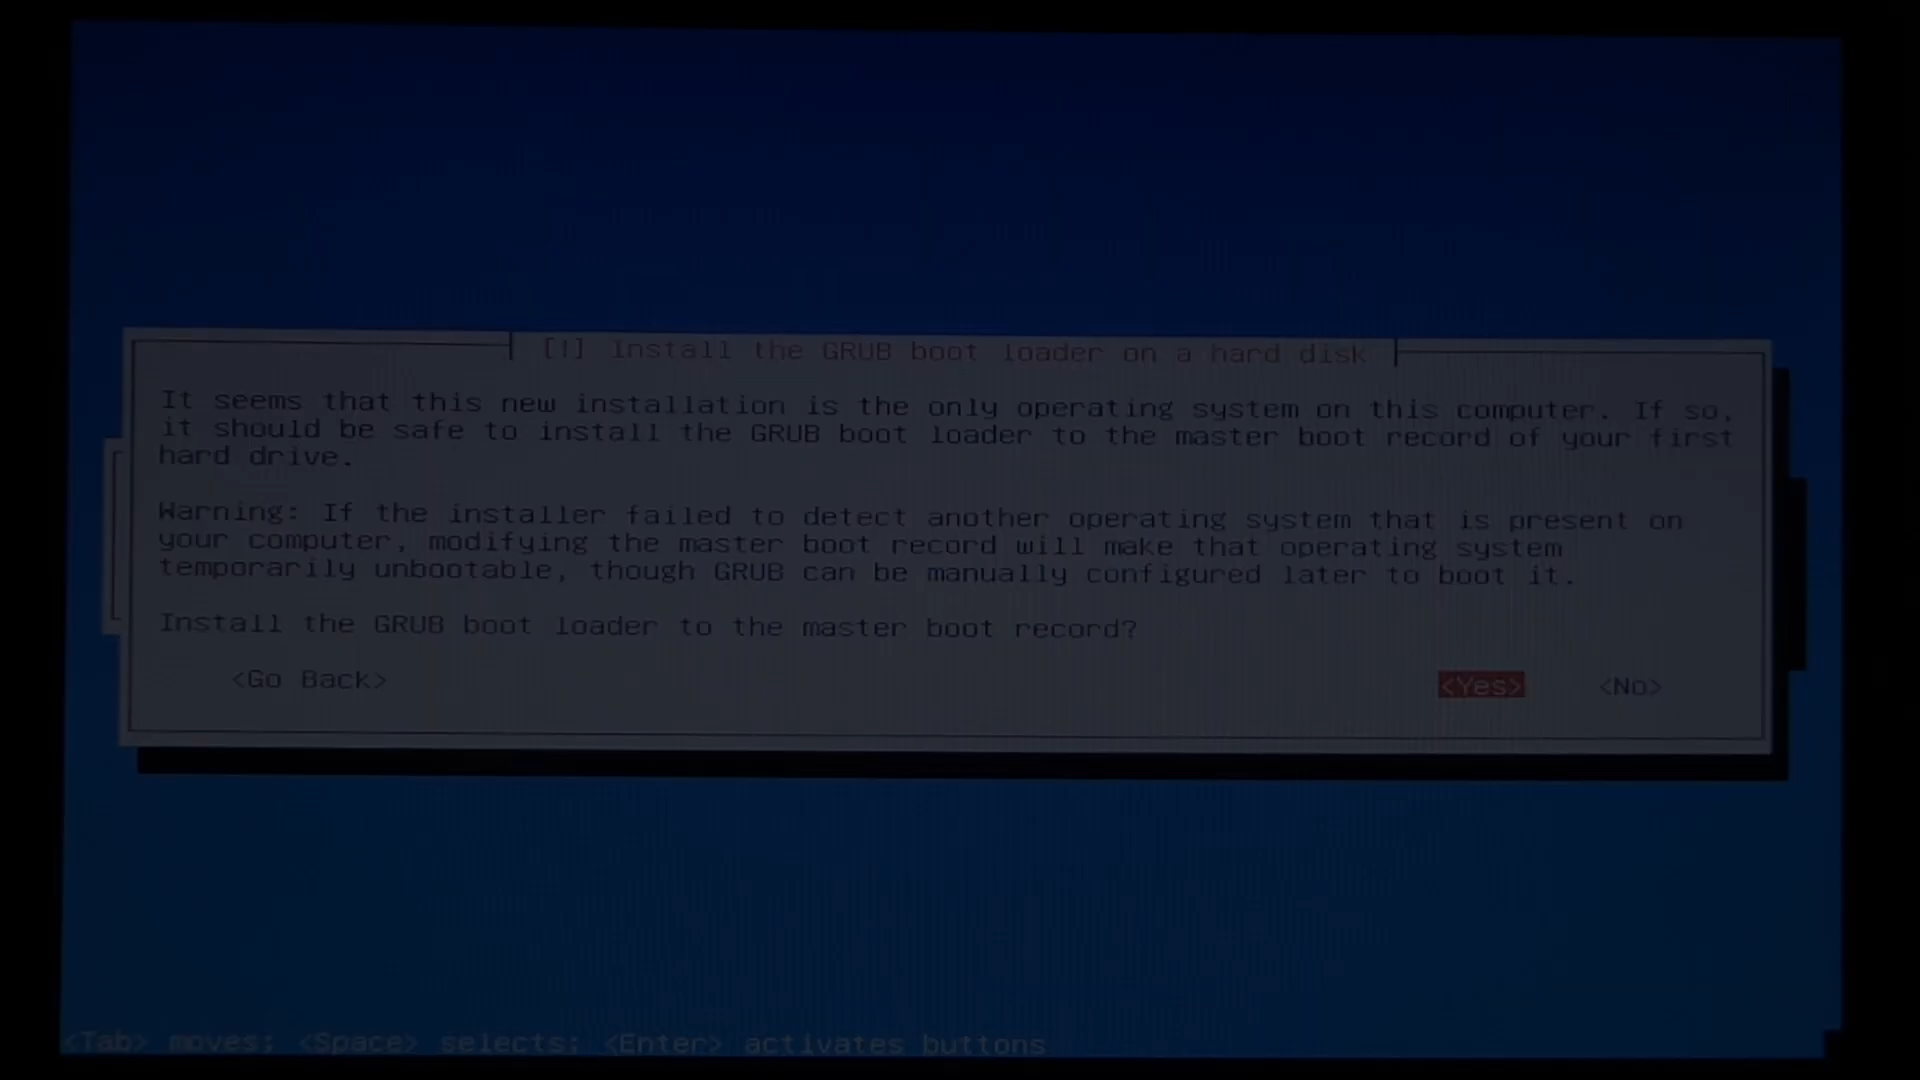 [!] Install the GRUB boot loader on a hard disk
It seems that this new installation is the only operating system on this computer. If so,
it should be safe to install the GRUB boot loader to the master boot record of your first
hard drive.
Warning: If the installer failed to detect another operating system that is present on
your computer, modifying the master boot record will make that operating system
temporarily unbootable, though GRUB can be manually configured later to boot it.
Install the GRUB boot loader to the master boot record?
<Go Back> <Yes> <No>
<Tab> moves; <Space> selects; <Enter> activates buttons